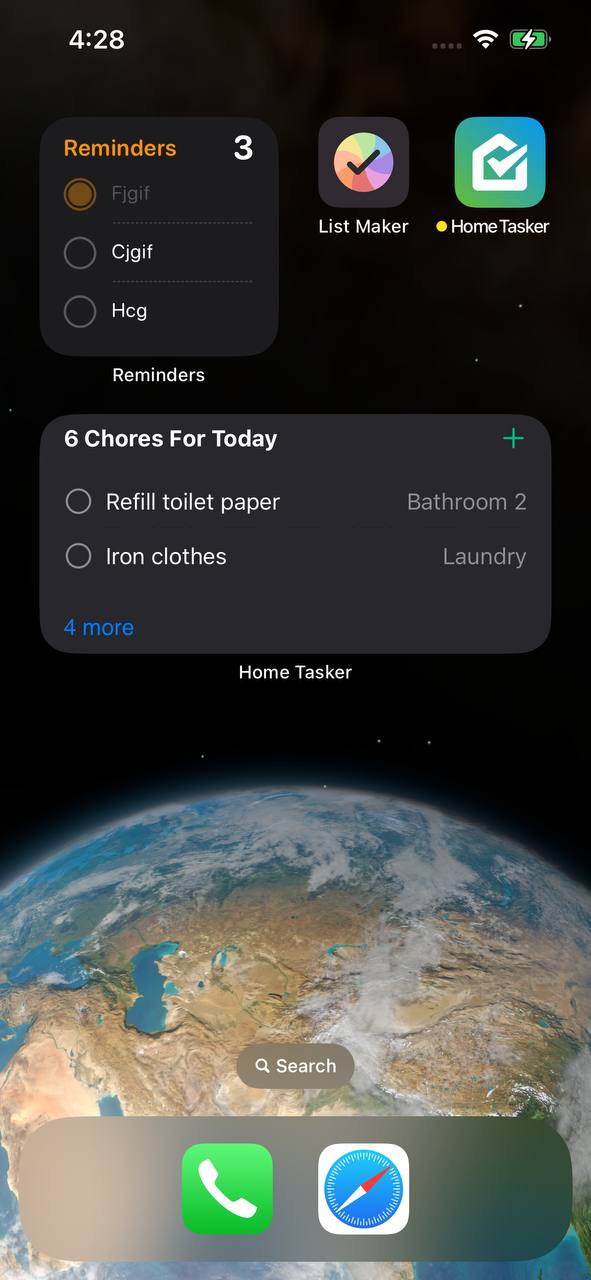 4:28
Reminders 3
Fjgif
Cjgif
Hcg
Reminders
List Maker
Home Tasker
6 Chores For Today +
Refill toilet paper Bathroom 2
Iron clothes Laundry
4 more
Home Tasker
Search